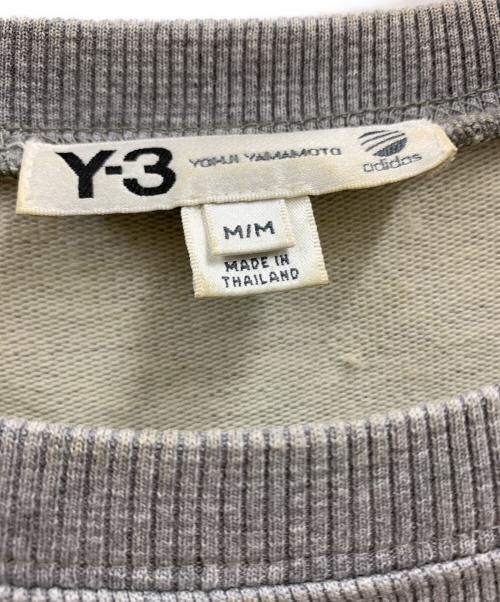 Y-3 YOHJI YAMAMOTO adidas
M/M
MADE IN
THAILAND